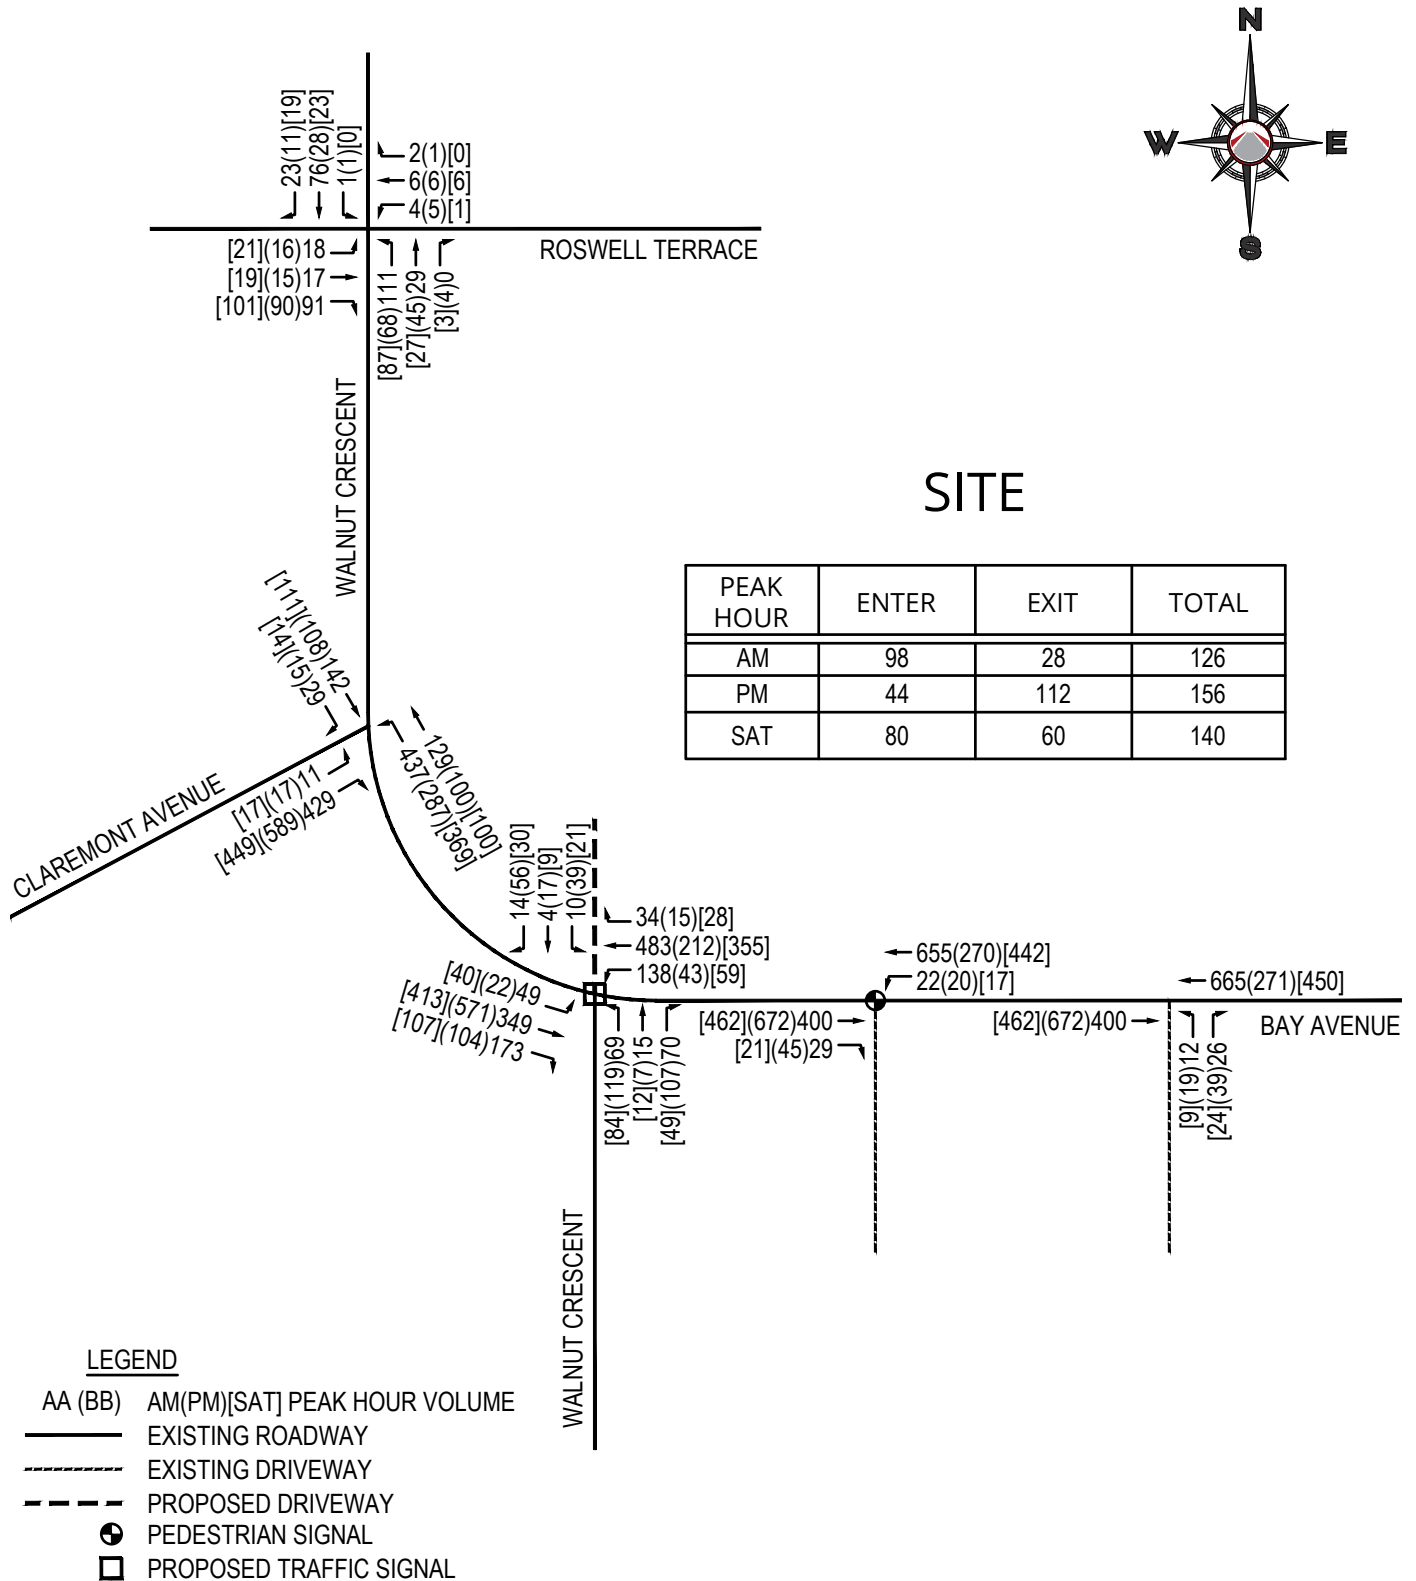 N
W
E
S
23(11)[19]
76(28)[23]
1(1)[0]
2(1)[0]
6(6)[6]
4(5)[1]
[21](16)18
[19](15)17
[101](90)91
ROSWELL TERRACE
[87](68)111
[27](45)29
[3](4)0
WALNUT CRESCENT
SITE
PEAK HOUR ENTER EXIT TOTAL
AM 98 28 126
PM 44 112 156
SAT 80 60 140
[111](108)142
[14](15)29
129(100)[100]
437(287)[369]
[17](17)11
[449](589)429
CLAREMONT AVENUE
14(56)[30]
4(17)[9]
10(39)[21]
34(15)[28]
483(212)[355]
138(43)[59]
[40](22)49
[413](571)349
[107](104)173
[84](119)69
[12](7)15
[49](107)70
655(270)[442]
22(20)[17]
[462](672)400
[21](45)29
665(271)[450]
[462](672)400
BAY AVENUE
[9](19)12
[24](39)26
WALNUT CRESCENT
LEGEND
AA (BB) AM(PM)[SAT] PEAK HOUR VOLUME
EXISTING ROADWAY
EXISTING DRIVEWAY
PROPOSED DRIVEWAY
PEDESTRIAN SIGNAL
PROPOSED TRAFFIC SIGNAL